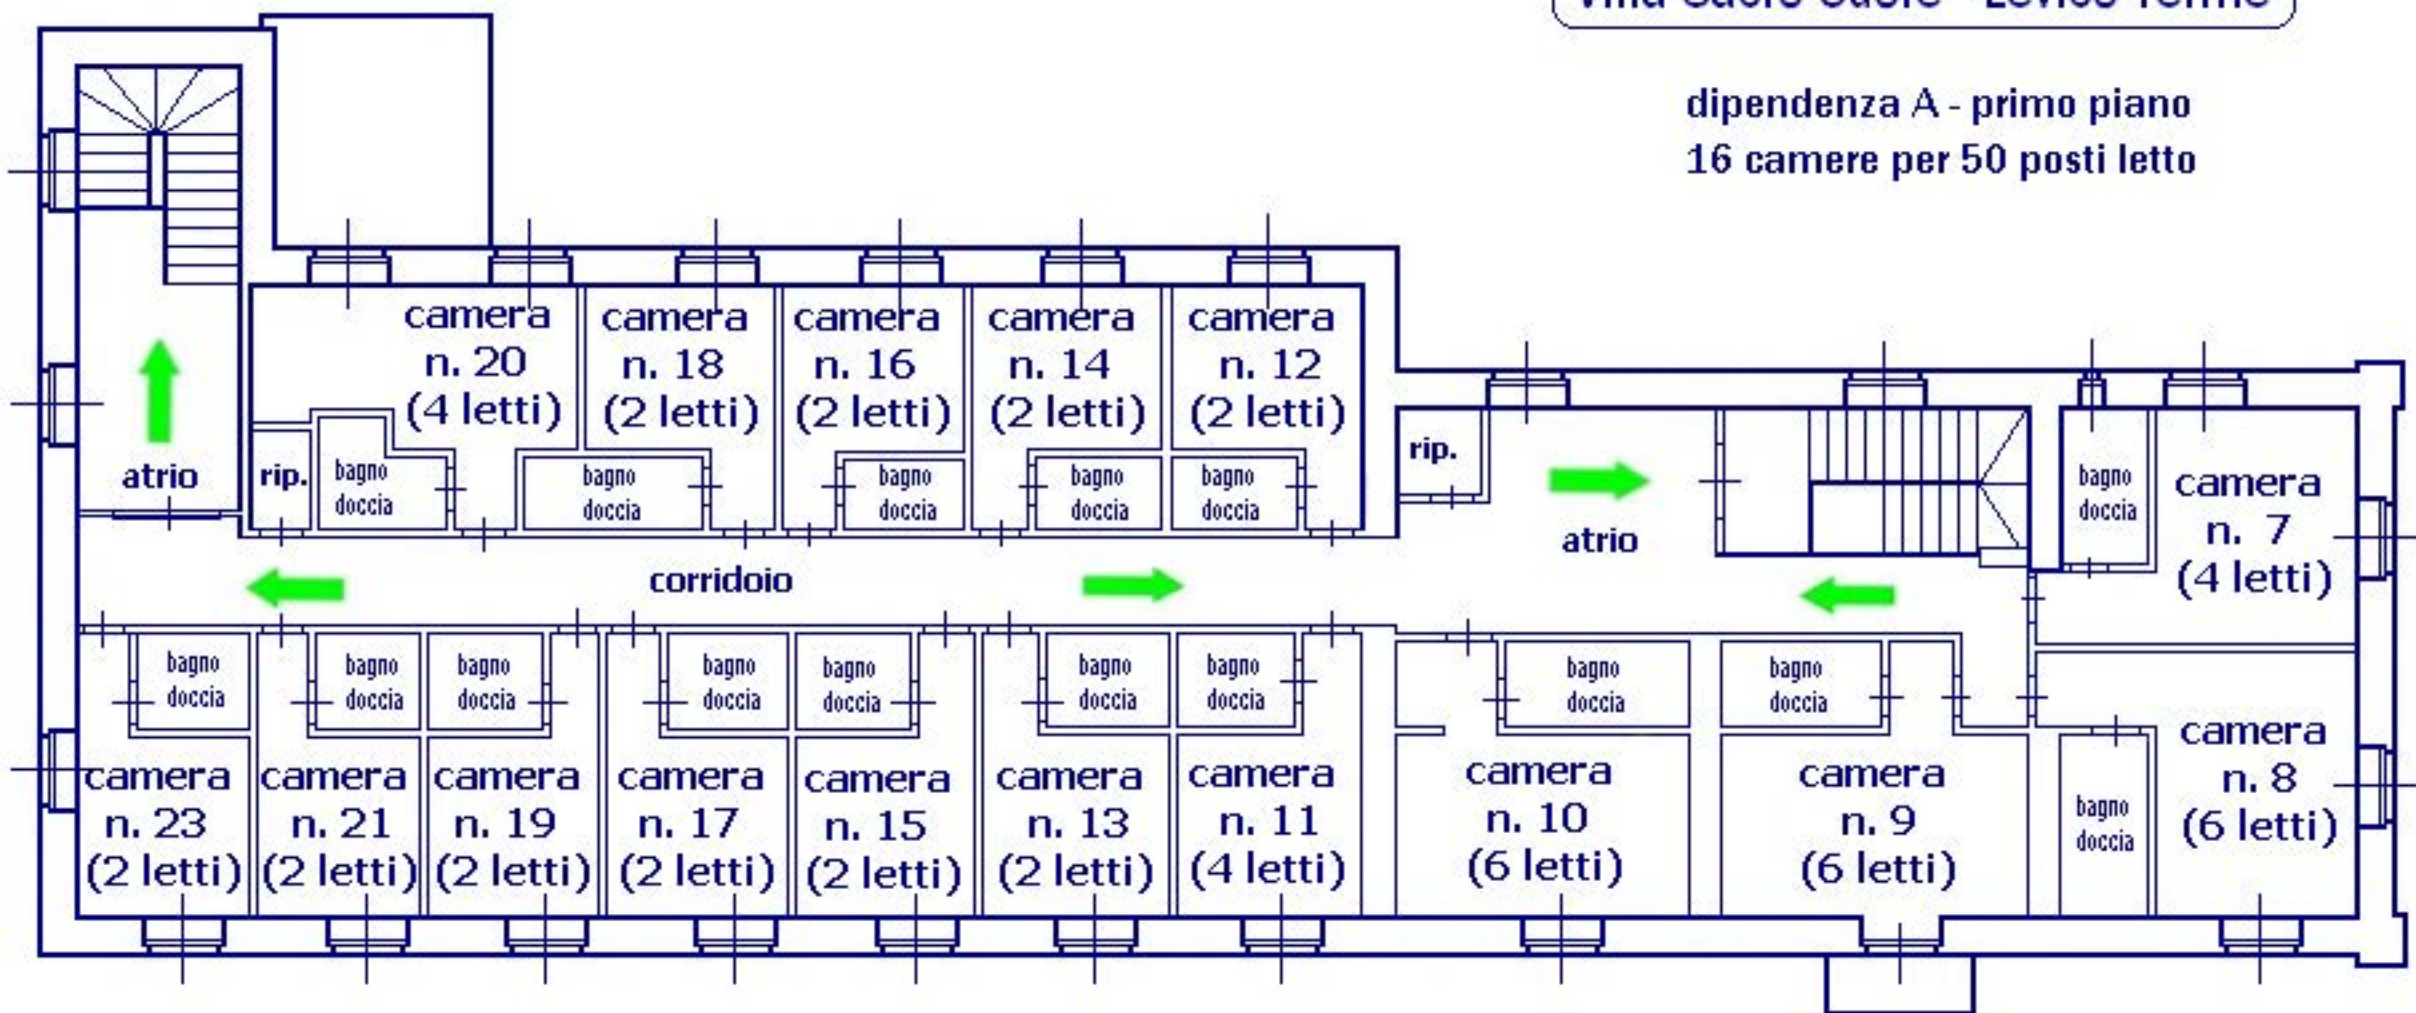 dipendenza A - primo piano
16 camere per 50 posti letto
camera
n. 20
(4 letti)
camera
n. 18
(2 letti)
camera
n. 16
(2 letti)
camera
n. 14
(2 letti)
camera
n. 12
(2 letti)
atrio
rip.
bagno
doccia
bagno
doccia
bagno
doccia
bagno
doccia
bagno
doccia
rip.
atrio
bagno
doccia
camera
n. 7
(4 letti)
corridoio
bagno
doccia
bagno
doccia
bagno
doccia
bagno
doccia
bagno
doccia
bagno
doccia
bagno
doccia
bagno
doccia
bagno
doccia
camera
n. 23
(2 letti)
camera
n. 21
(2 letti)
camera
n. 19
(2 letti)
camera
n. 17
(2 letti)
camera
n. 15
(2 letti)
camera
n. 13
(2 letti)
camera
n. 11
(4 letti)
camera
n. 10
(6 letti)
camera
n. 9
(6 letti)
bagno
doccia
camera
n. 8
(6 letti)